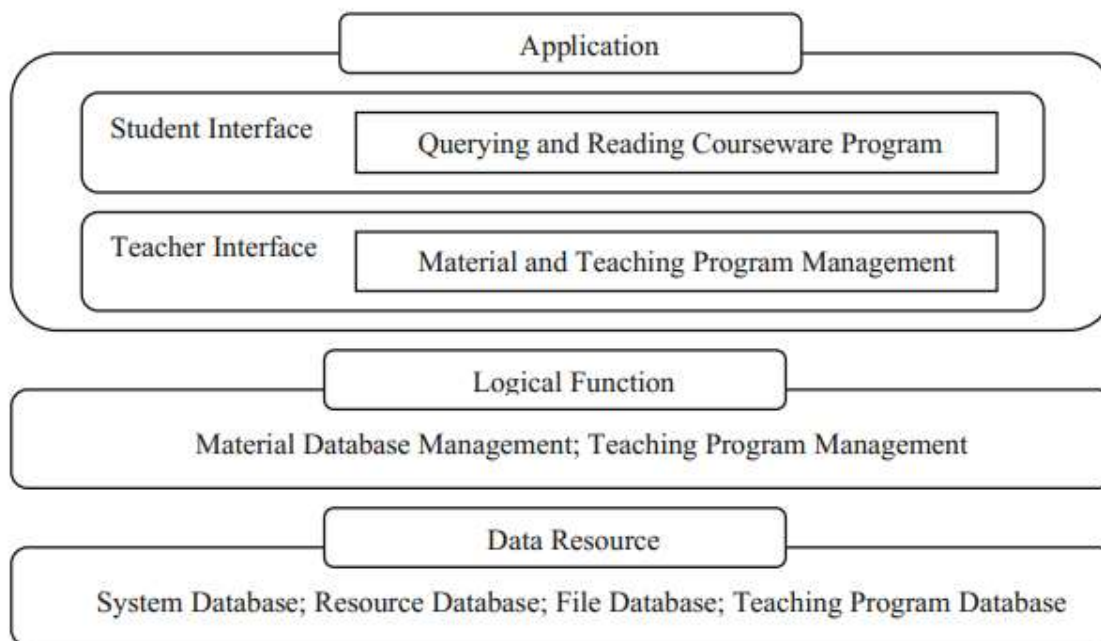 Application
Student Interface
Querying and Reading Courseware Program
Teacher Interface
Material and Teaching Program Management
Logical Function
Material Database Management; Teaching Program Management
Data Resource
System Database; Resource Database; File Database; Teaching Program Database